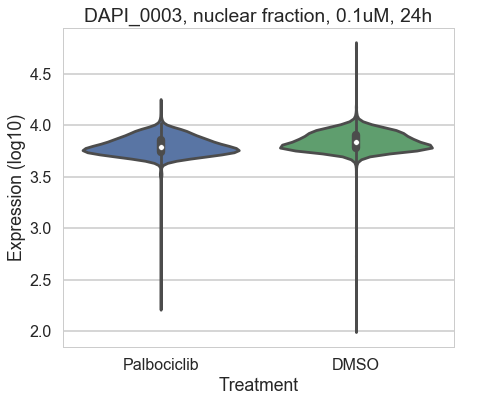 DAPI_0003, nuclear fraction, 0.1uM, 24h
Expression (log10)
4.5
4.0
3.5
3.0
2.5
2.0
Palbociclib DMSO
Treatment